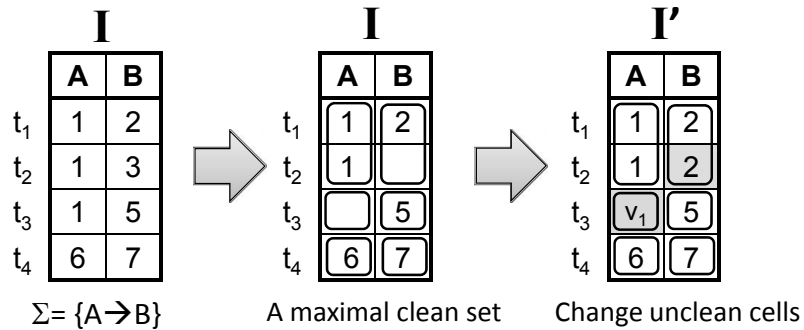 I I I’
A B A B A B
t1 1 2 t1 1 2 t1 1 2
t2 1 3 t2 1 t2 1 2
t3 1 5 t3 5 t3 v1 5
t4 6 7 t4 6 7 t4 6 7
Σ= {A→B} A maximal clean set Change unclean cells